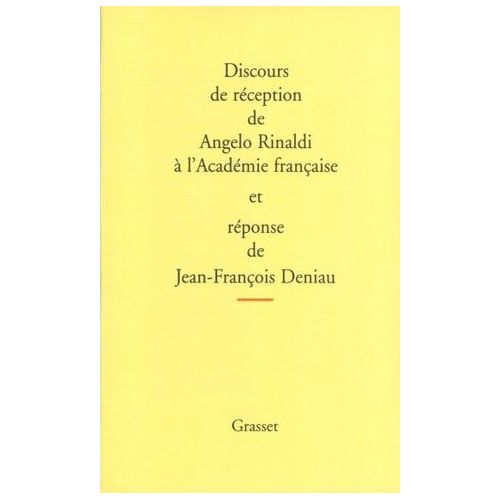 Discours
de réception
de
Angelo Rinaldi
à l'Académie française
et
réponse
de
Jean-François Deniau
Grasset